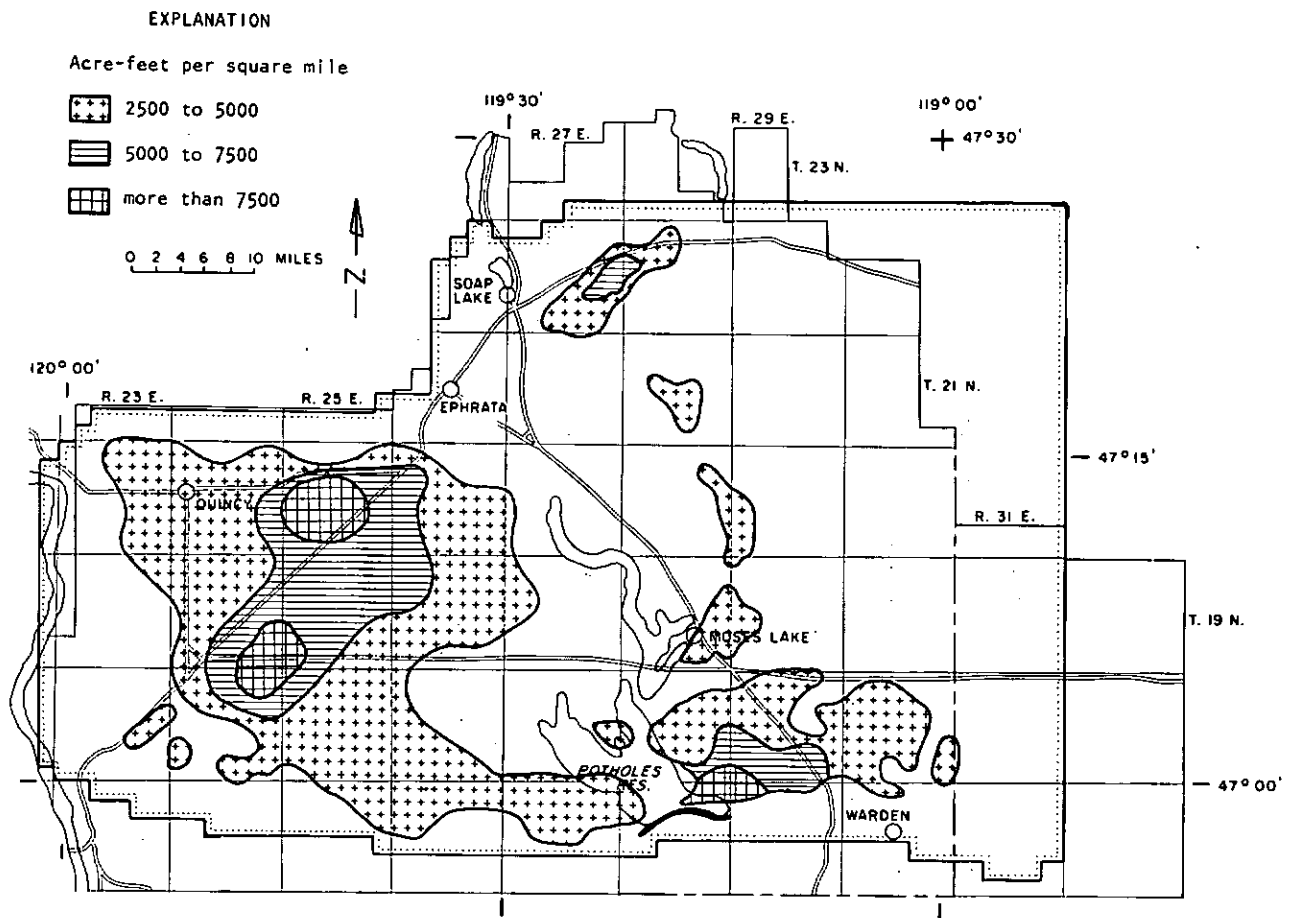 EXPLANATION
Acre-feet per square mile
2500 to 5000
5000 to 7500
more than 7500
0 2 4 6 8 10 MILES
N
119° 30'
119° 00'
R. 27 E.
R. 29 E.
47° 30'
T. 23 N.
SOAP
LAKE
120° 00'
R. 23 E.
R. 25 E.
EPHRATA
T. 21 N.
47° 15'
QUINCY
R. 31 E.
MOSES LAKE
T. 19 N.
POTHOLES
RES.
47° 00'
WARDEN